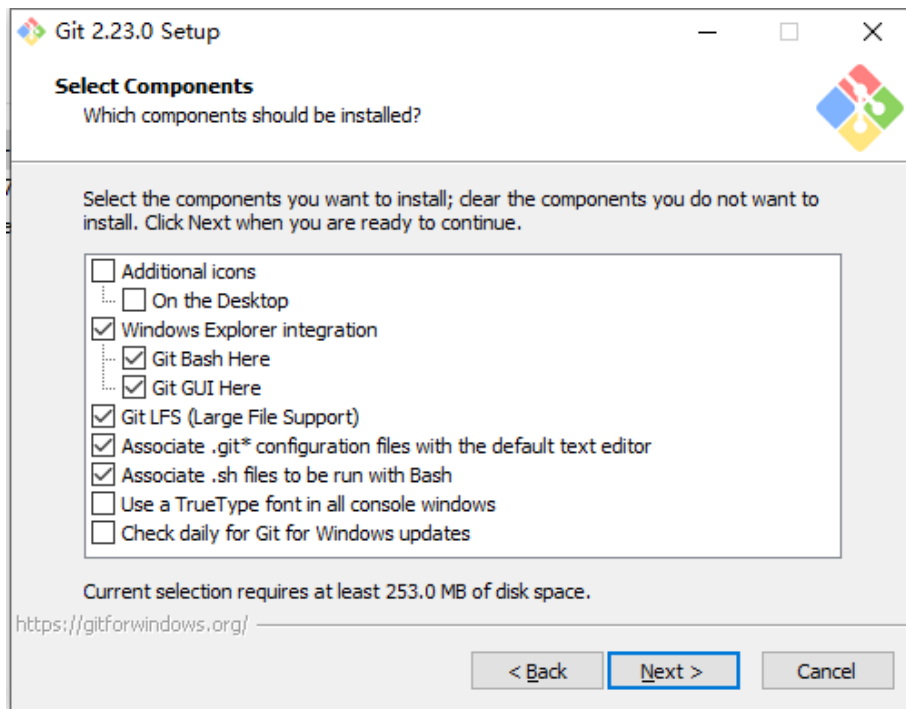 Git 2.23.0 Setup
Select Components
Which components should be installed?
Select the components you want to install; clear the components you do not want to
install. Click Next when you are ready to continue.
Additional icons
On the Desktop
Windows Explorer integration
Git Bash Here
Git GUI Here
Git LFS (Large File Support)
Associate .git* configuration files with the default text editor
Associate .sh files to be run with Bash
Use a TrueType font in all console windows
Check daily for Git for Windows updates
Current selection requires at least 253.0 MB of disk space.
https://gitforwindows.org/
< Back Next > Cancel